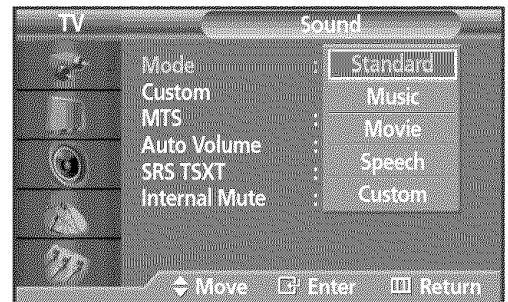 TV Sound
Mode : Standard
Custom Music
MTS : Movie
Auto Volume :
SRS TSXT : Speech
Internal Mute : Custom
Move Enter Return